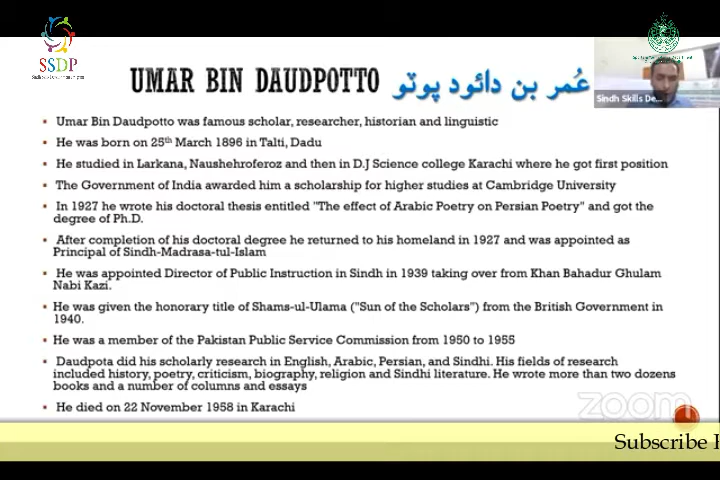 SSDP
UMAR BIN DAUDPOTTO عُمر بن دائود پوٽو
Sindh Skills De...
▪ Umar Bin Daudpotto was famous scholar, researcher, historian and linguistic
▪ He was born on 25th March 1896 in Talti, Dadu
▪ He studied in Larkana, Naushehroferoz and then in D.J Science college Karachi where he got first position
▪ The Government of India awarded him a scholarship for higher studies at Cambridge University
▪ In 1927 he wrote his doctoral thesis entitled "The effect of Arabic Poetry on Persian Poetry" and got the
degree of Ph.D.
▪ After completion of his doctoral degree he returned to his homeland in 1927 and was appointed as
Principal of Sindh-Madrasa-tul-Islam
▪ He was appointed Director of Public Instruction in Sindh in 1939 taking over from Khan Bahadur Ghulam
Nabi Kazi.
▪ He was given the honorary title of Shams-ul-Ulama ("Sun of the Scholars") from the British Government in
1940.
▪ He was a member of the Pakistan Public Service Commission from 1950 to 1955
▪ Daudpota did his scholarly research in English, Arabic, Persian, and Sindhi. His fields of research
included history, poetry, criticism, biography, religion and Sindhi literature. He wrote more than two dozens
books and a number of columns and essays
▪ He died on 22 November 1958 in Karachi
zoom
Subscribe